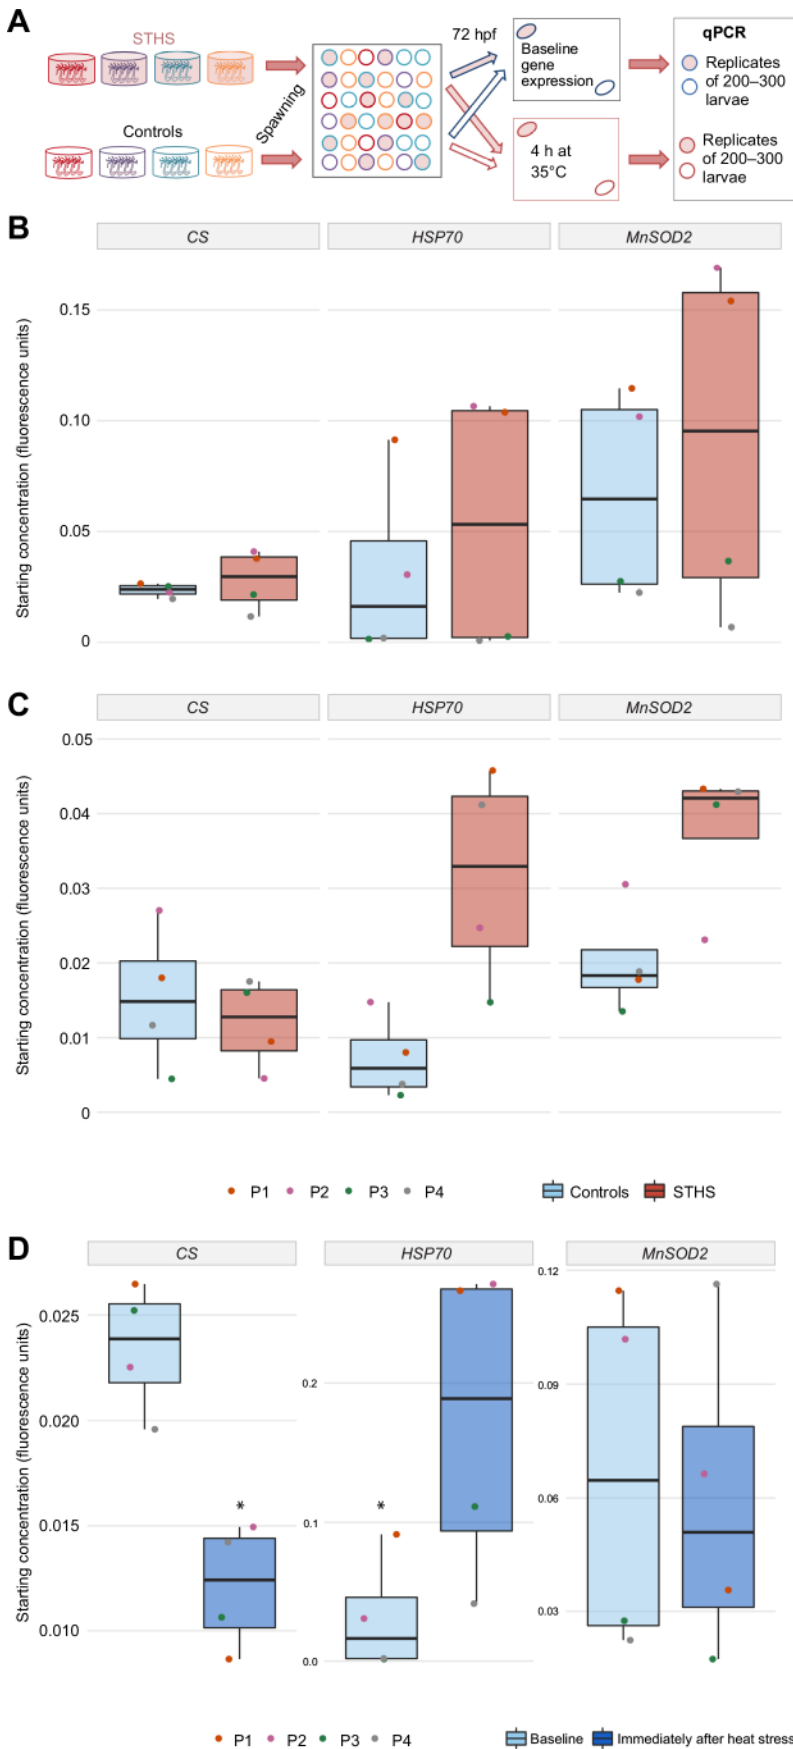 A
STHS
Controls
Spawning
72 hpf
Baseline
gene
expression
4 h at
35°C
qPCR
Replicates
of 200–300
larvae
Replicates
of 200–300
larvae
B
CS
HSP70
MnSOD2
Starting concentration (fluorescence units)
0.15
0.10
0.05
0
C
CS
HSP70
MnSOD2
Starting concentration (fluorescence units)
0.05
0.04
0.03
0.02
0.01
0
P1 P2 P3 P4 Controls STHS
D
CS
HSP70
MnSOD2
Starting concentration (fluorescence units)
0.025
0.020
0.015
0.010
*
0.2
0.1
0.0
*
0.12
0.09
0.06
0.03
P1 P2 P3 P4 Baseline Immediately after heat stress